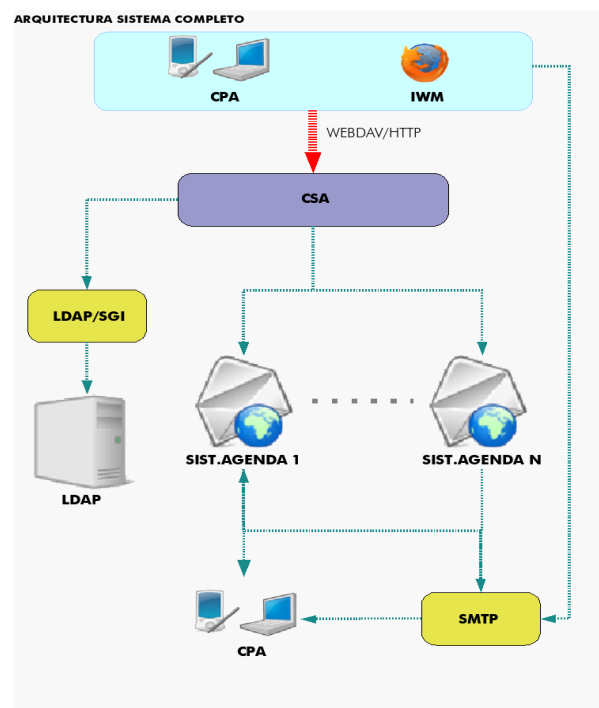 ARQUITECTURA SISTEMA COMPLETO
CPA
IWM
WEBDAV/HTTP
CSA
LDAP/SGI
LDAP
SIST.AGENDA 1
SIST.AGENDA N
SMTP
CPA